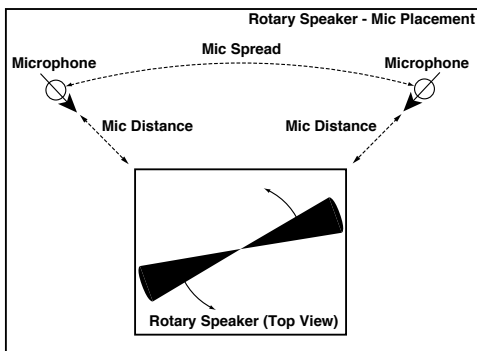 Rotary Speaker - Mic Placement
Mic Spread
Microphone
Microphone
Mic Distance
Mic Distance
Rotary Speaker (Top View)